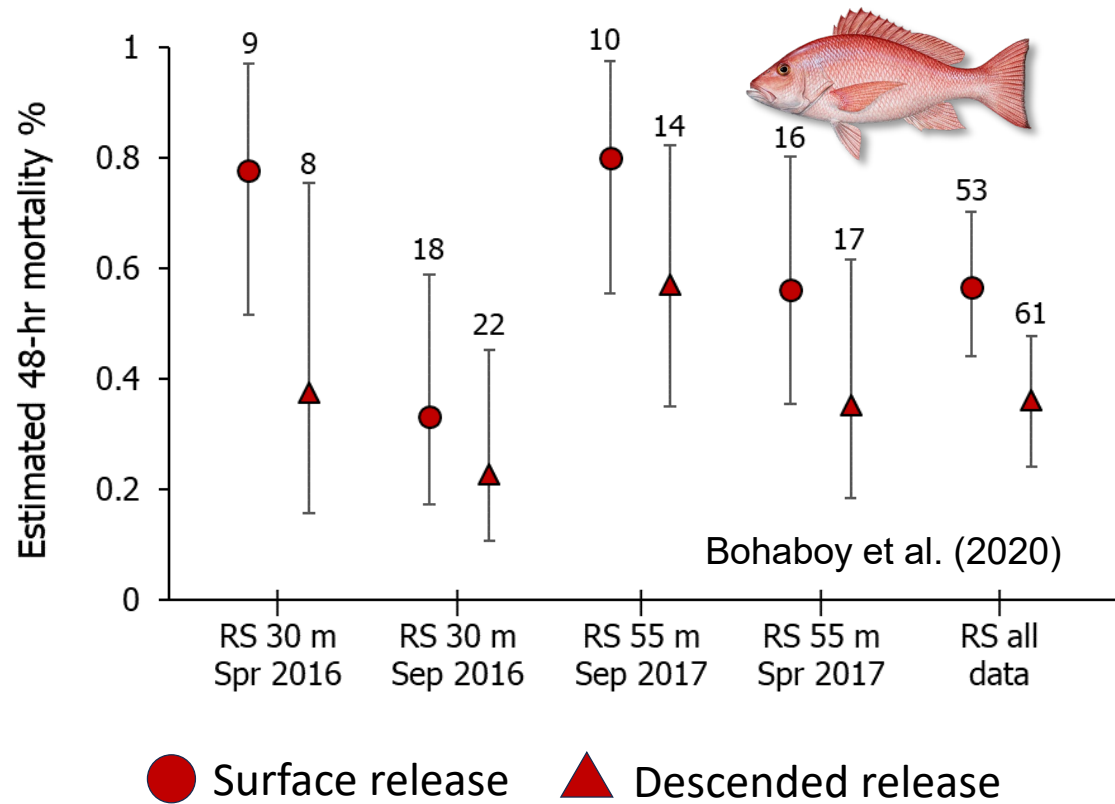 Estimated 48-hr mortality %
1
0.8
0.6
0.4
0.2
0
9
8
18
22
10
14
16
17
53
61
Bohaboy et al. (2020)
RS 30 m
Spr 2016
RS 30 m
Sep 2016
RS 55 m
Sep 2017
RS 55 m
Spr 2017
RS all
data
Surface release
Descended release